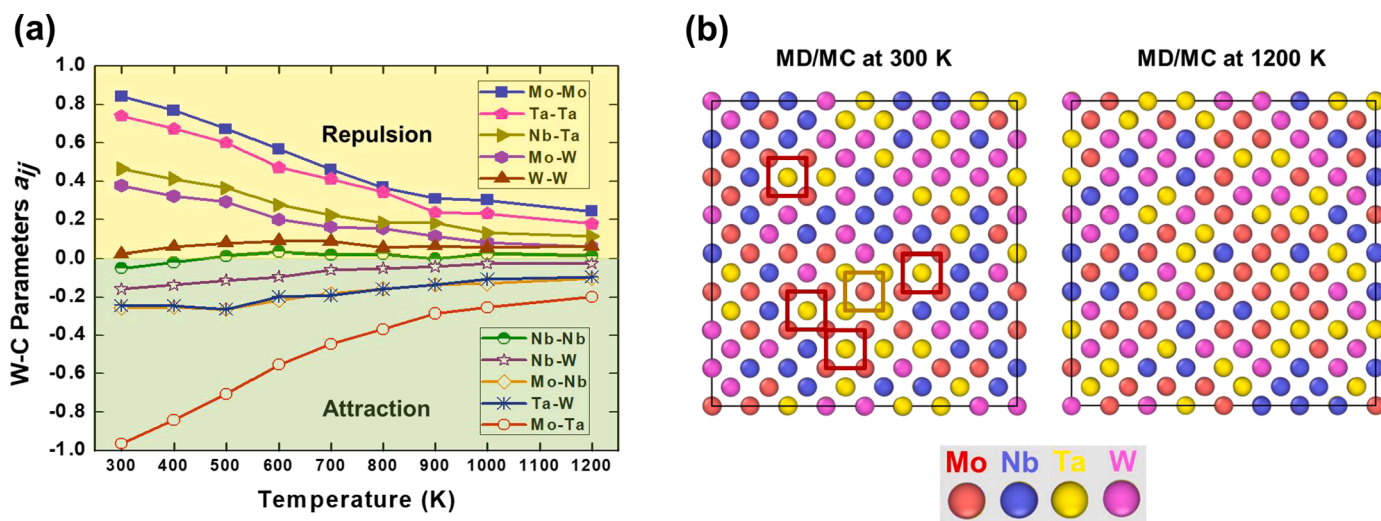 (a)
W-C Parameters aij
1.0
0.8
0.6
0.4
0.2
0.0
-0.2
-0.4
-0.6
-0.8
-1.0
Repulsion
Mo-Mo
Ta-Ta
Nb-Ta
Mo-W
W-W
Attraction
Nb-Nb
Nb-W
Mo-Nb
Ta-W
Mo-Ta
300 400 500 600 700 800 900 1000 1100 1200
Temperature (K)
(b)
MD/MC at 300 K
MD/MC at 1200 K
Mo Nb Ta W